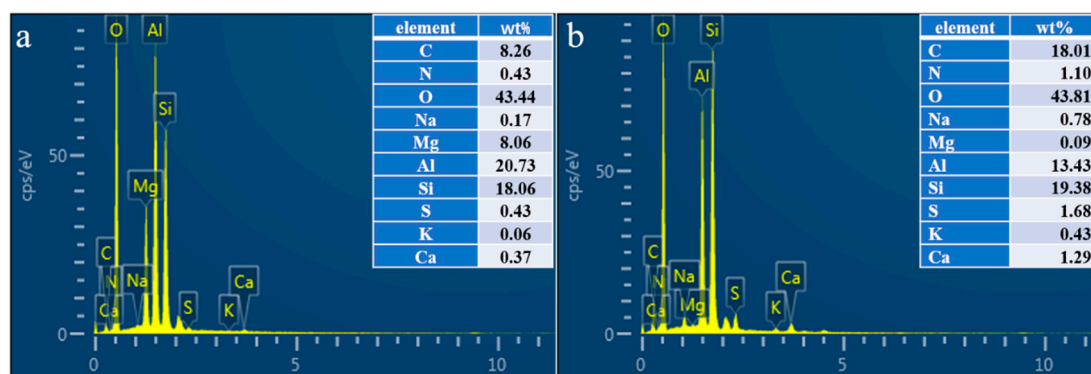 a
O
Al
Si
Mg
C
N
Na
Ca
S
K
Ca
50
0
cps/eV
0
5
10
element wt%
C 8.26
N 0.43
O 43.44
Na 0.17
Mg 8.06
Al 20.73
Si 18.06
S 0.43
K 0.06
Ca 0.37
b
O
Si
Al
C
N
Na
Ca
Mg
S
K
Ca
50
0
cps/eV
0
5
10
element wt%
C 18.01
N 1.10
O 43.81
Na 0.78
Mg 0.09
Al 13.43
Si 19.38
S 1.68
K 0.43
Ca 1.29